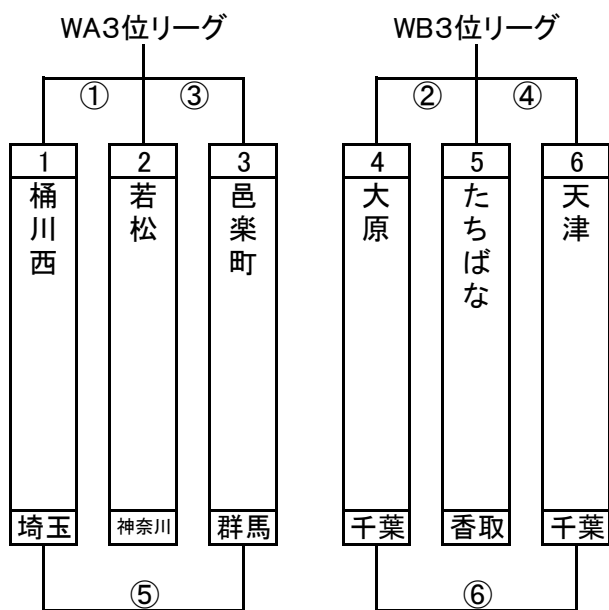 WA3位リーグ
WB3位リーグ
① ③
② ④
1 2 3
4 5 6
桶川西
若松
邑楽町
大原
たちばな
天津
埼玉 神奈川 群馬
千葉 香取 千葉
⑤
⑥